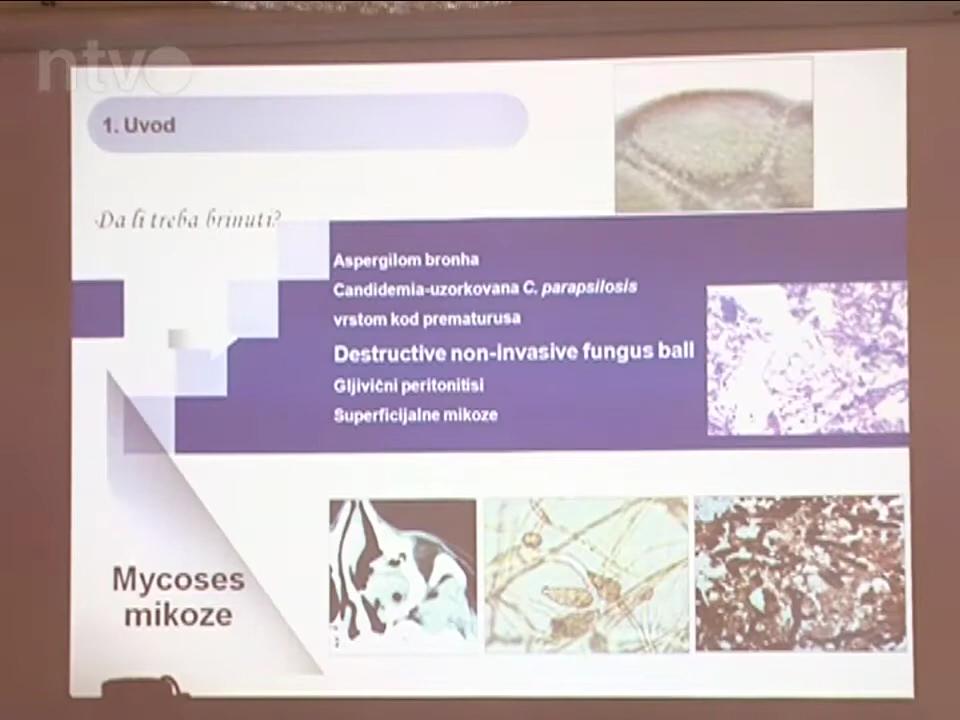 ntv
1. Uvod
Da li treba brinuti?
Aspergilom bronha
Candidemia-uzorkovana C. parapsilosis
vrstom kod prematurusa
Destructive non-invasive fungus ball
Gljivični peritonitisi
Superficijalne mikoze
Mycoses
mikoze